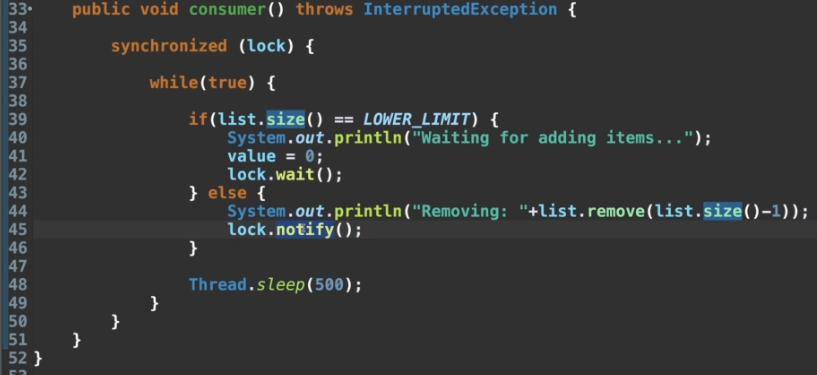 33 public void consumer() throws InterruptedException {
34
35 synchronized (lock) {
36
37 while(true) {
38
39 if(list.size() == LOWER_LIMIT) {
40 System.out.println("Waiting for adding items...");
41 value = 0;
42 lock.wait();
43 } else {
44 System.out.println("Removing: "+list.remove(list.size()-1));
45 lock.notify();
46 }
47
48 Thread.sleep(500);
49 }
50 }
51 }
52 }
53